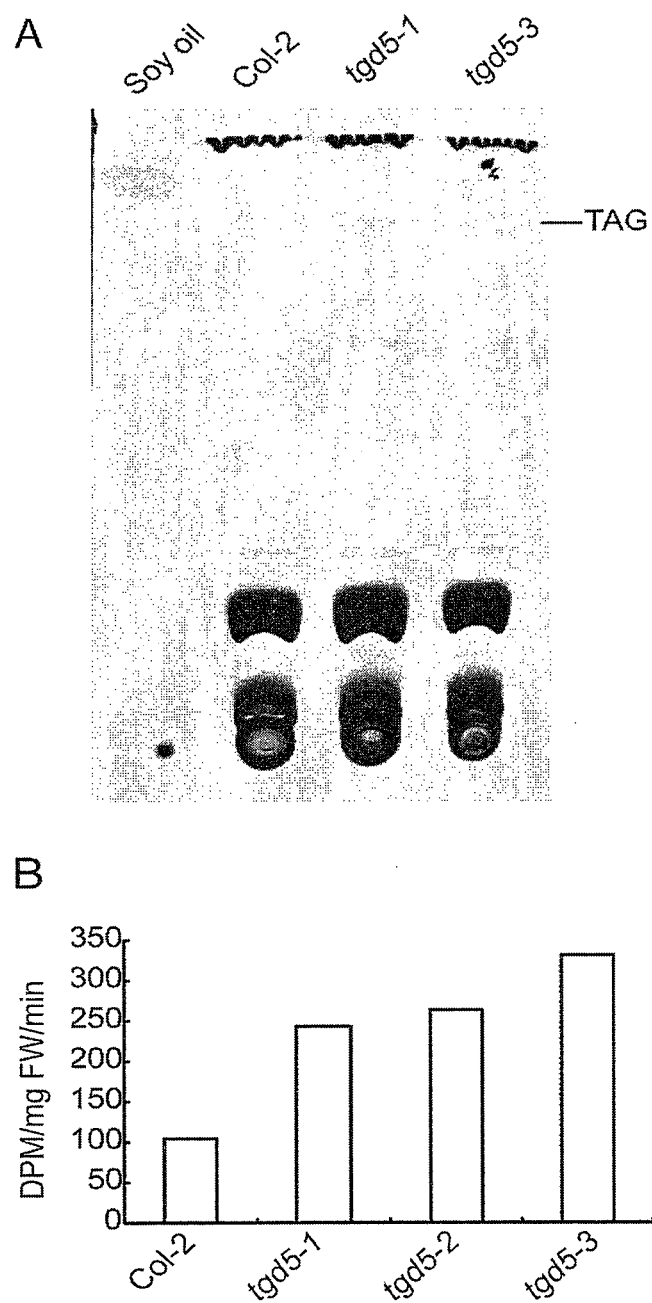 A
Soy oil
Col-2
tgd5-1
tgd5-3
TAG
B
DPM/mg FW/min
350
300
250
200
150
100
50
0
Col-2
tgd5-1
tgd5-2
tgd5-3